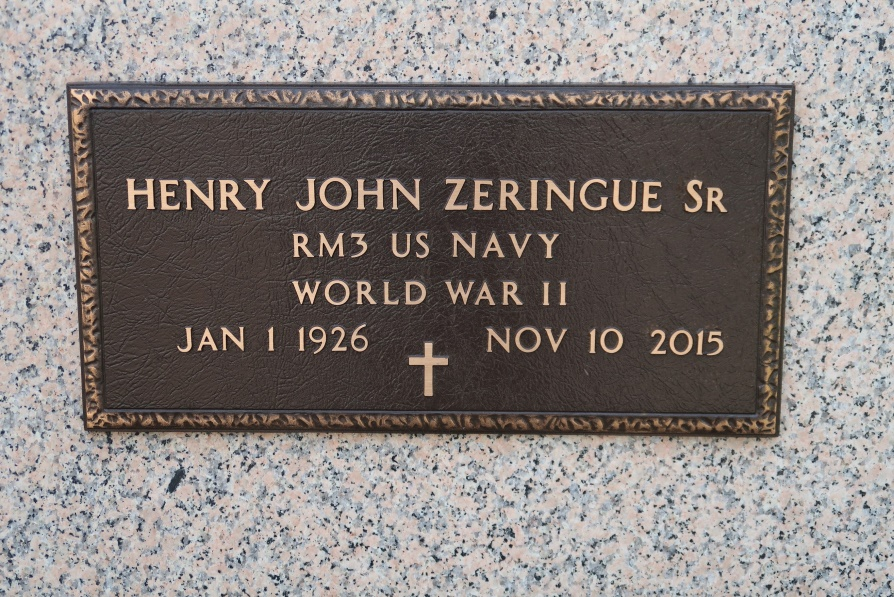 HENRY JOHN ZERINGUE SR
RM3 US NAVY
WORLD WAR II
JAN 1 1926 NOV 10 2015